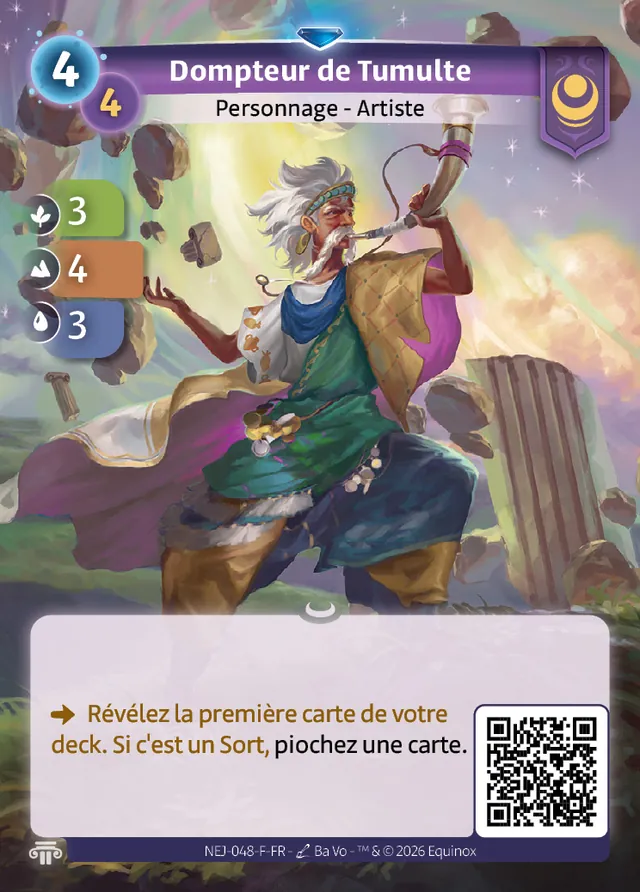 4
Dompteur de Tumulte
4
Personnage - Artiste
3
4
3
Révélez la première carte de votre
deck. Si c'est un Sort, piochez une carte.
NEJ-048-F-FR - Ba Vo - ™ & © 2026 Equinox